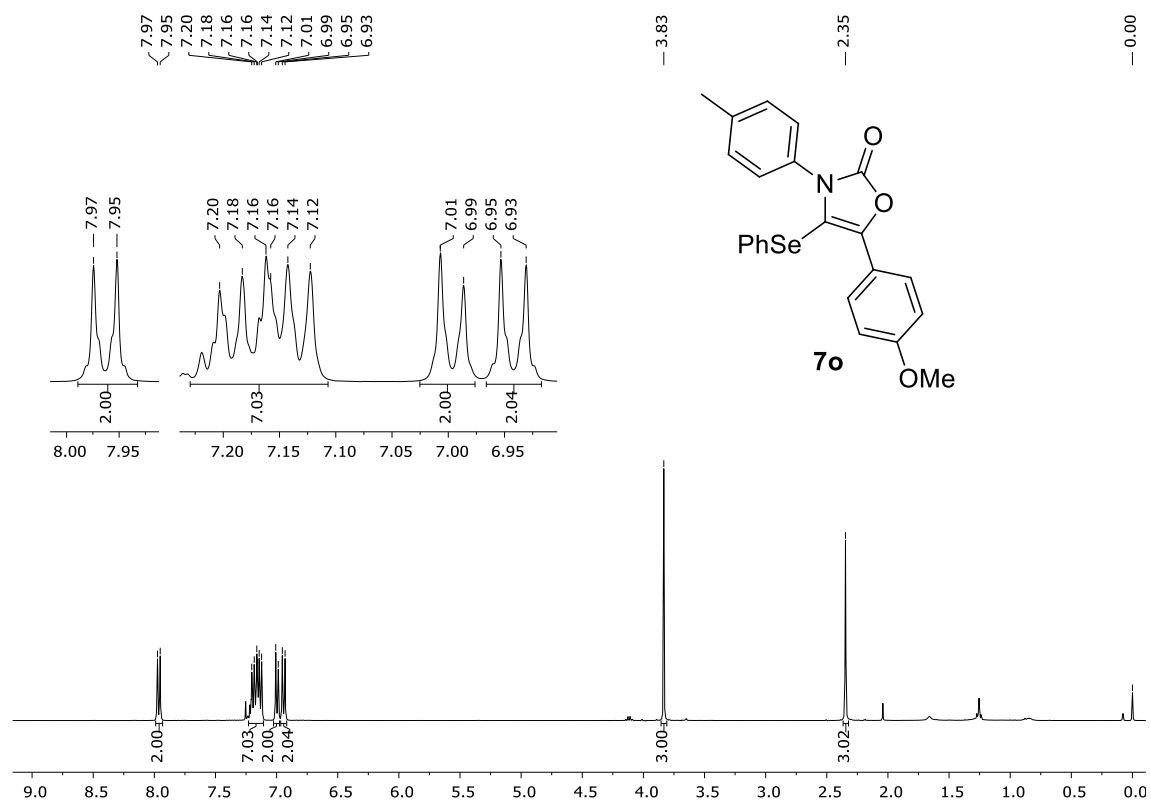 7.97 7.95 7.20 7.18 7.16 7.16 7.14 7.12 7.01 6.99 6.95 6.93 3.83 2.35 0.00
O
N
O
PhSe
7o
OMe
7.97 7.95 7.20 7.18 7.16 7.16 7.14 7.12 7.01 6.99 6.95 6.93
2.00 7.03 2.00 2.04
8.00 7.95 7.20 7.15 7.10 7.05 7.00 6.95
2.00 7.03 2.00 2.04 3.00 3.02
9.0 8.5 8.0 7.5 7.0 6.5 6.0 5.5 5.0 4.5 4.0 3.5 3.0 2.5 2.0 1.5 1.0 0.5 0.0